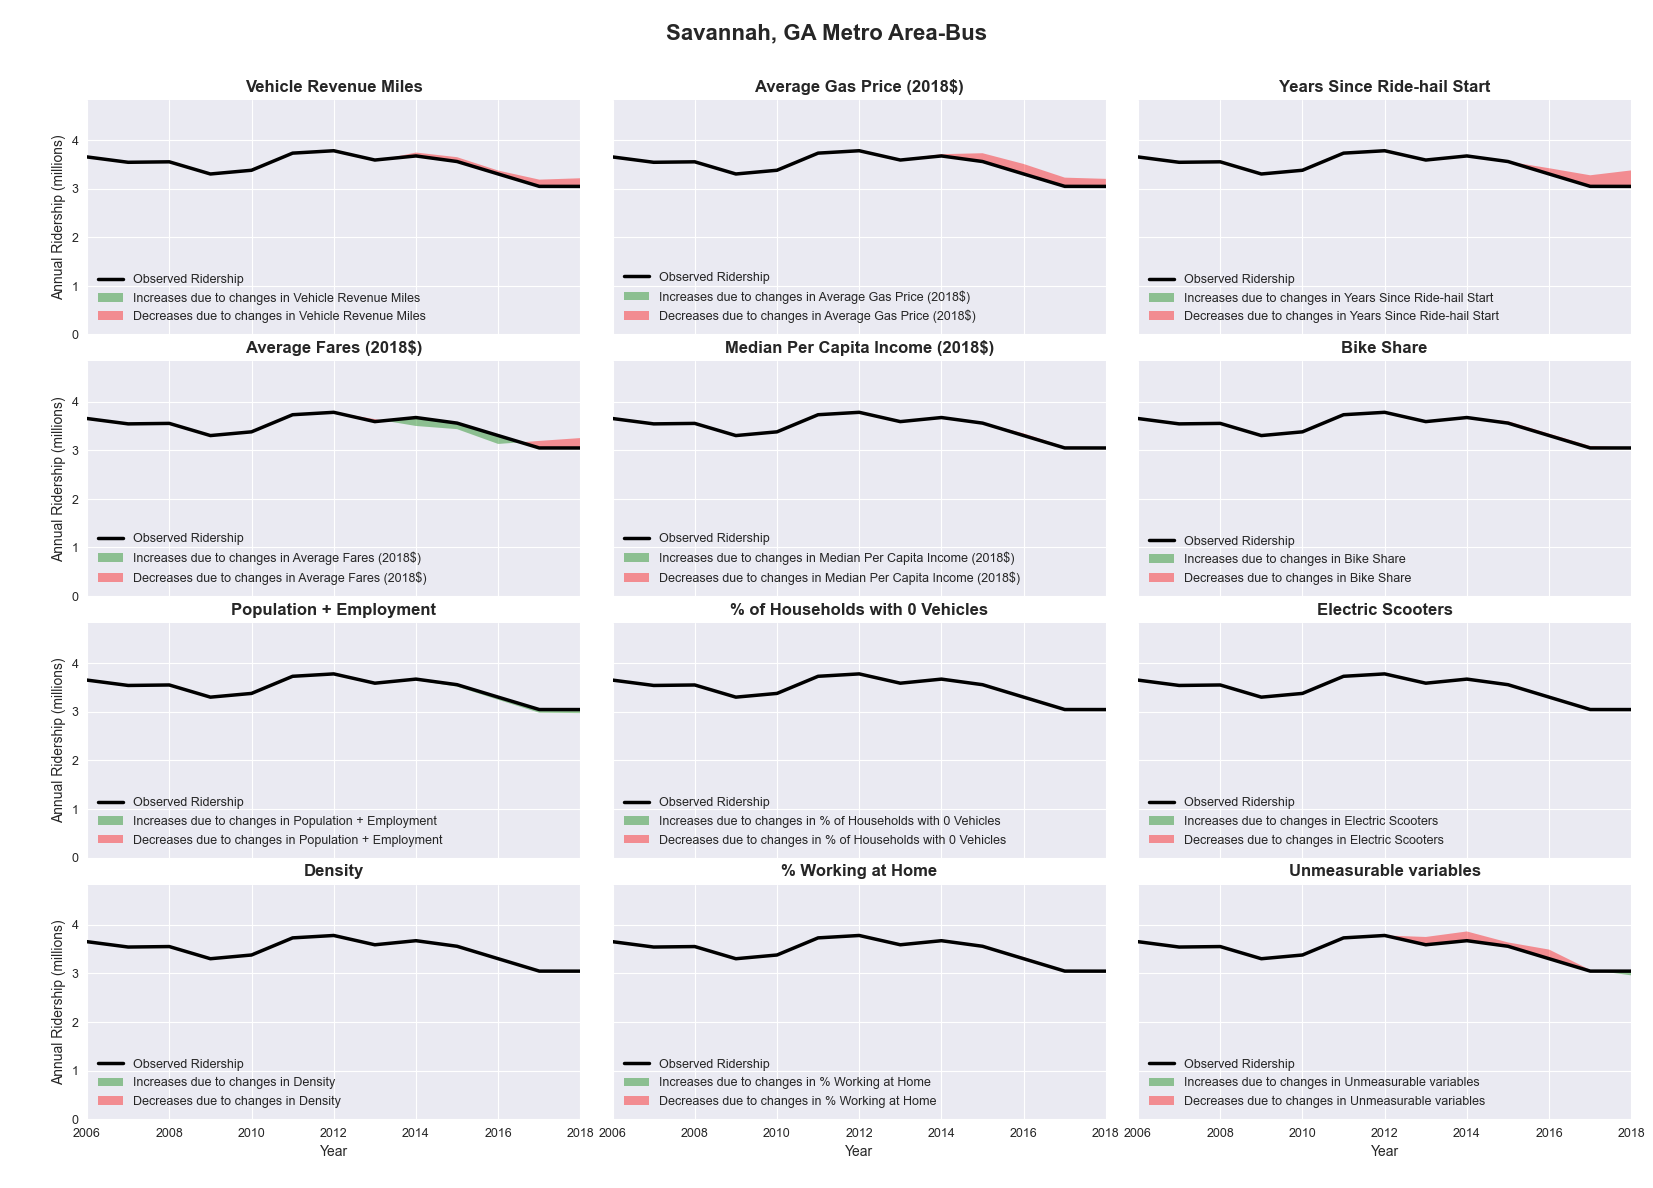 Savannah, GA Metro Area-Bus
Vehicle Revenue Miles
Annual Ridership (millions)
4
3
2
1
0
Observed Ridership
Increases due to changes in Vehicle Revenue Miles
Decreases due to changes in Vehicle Revenue Miles
Average Gas Price (2018$)
Observed Ridership
Increases due to changes in Average Gas Price (2018$)
Decreases due to changes in Average Gas Price (2018$)
Years Since Ride-hail Start
Observed Ridership
Increases due to changes in Years Since Ride-hail Start
Decreases due to changes in Years Since Ride-hail Start
Average Fares (2018$)
Annual Ridership (millions)
4
3
2
1
0
Observed Ridership
Increases due to changes in Average Fares (2018$)
Decreases due to changes in Average Fares (2018$)
Median Per Capita Income (2018$)
Observed Ridership
Increases due to changes in Median Per Capita Income (2018$)
Decreases due to changes in Median Per Capita Income (2018$)
Bike Share
Observed Ridership
Increases due to changes in Bike Share
Decreases due to changes in Bike Share
Population + Employment
Annual Ridership (millions)
4
3
2
1
0
Observed Ridership
Increases due to changes in Population + Employment
Decreases due to changes in Population + Employment
% of Households with 0 Vehicles
Observed Ridership
Increases due to changes in % of Households with 0 Vehicles
Decreases due to changes in % of Households with 0 Vehicles
Electric Scooters
Observed Ridership
Increases due to changes in Electric Scooters
Decreases due to changes in Electric Scooters
Density
Annual Ridership (millions)
4
3
2
1
0
Observed Ridership
Increases due to changes in Density
Decreases due to changes in Density
2006 2008 2010 2012 2014 2016 2018
Year
% Working at Home
Observed Ridership
Increases due to changes in % Working at Home
Decreases due to changes in % Working at Home
2006 2008 2010 2012 2014 2016 2018
Year
Unmeasurable variables
Observed Ridership
Increases due to changes in Unmeasurable variables
Decreases due to changes in Unmeasurable variables
2006 2008 2010 2012 2014 2016 2018
Year